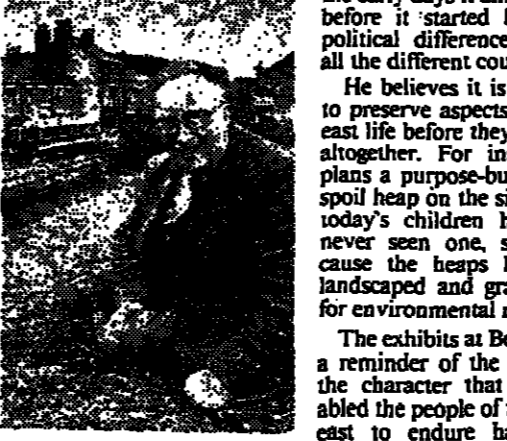 before it started
political difference
all the different cou
He believes it is
to preserve aspects
east life before they
altogether. For in
plans a purpose-bu
spoil heap on the si
today's children h
never seen one, s
cause the heaps
landscaped and gra
for environmental
The exhibits at Be
a reminder of the
the character that
abled the people of
east to endure ha